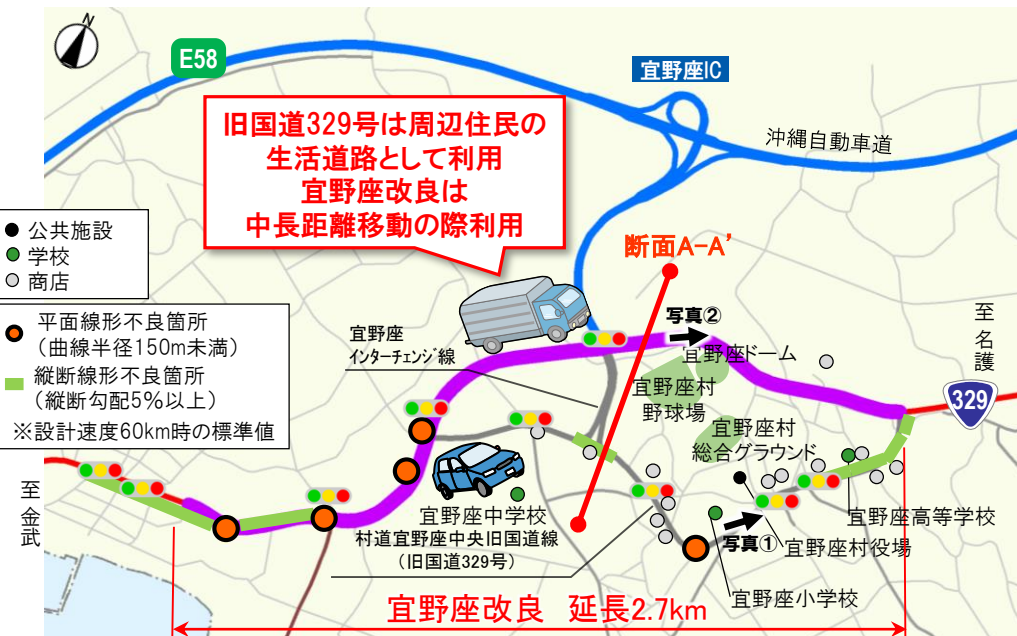 N
E58
宜野座IC
沖縄自動車道
旧国道329号は周辺住民の
生活道路として利用
宜野座改良は
中長距離移動の際利用
断面A-A’
公共施設
学校
商店
平面線形不良箇所
(曲線半径150m未満)
縦断線形不良箇所
(縦断勾配5%以上)
※設計速度60km時の標準値
宜野座
インターチェンジ線
写真②
宜野座ドーム
宜野座村
野球場
宜野座村
総合グラウンド
至名護
329
至金武
宜野座中学校
村道宜野座中央旧国道線
(旧国道329号)
写真①
宜野座村役場
宜野座高等学校
宜野座小学校
宜野座改良 延長2.7km